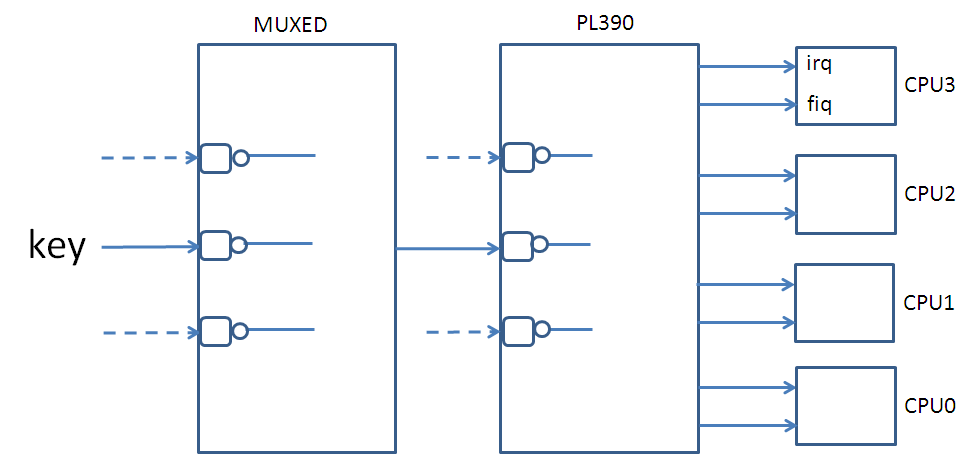 MUXED
PL390
irq
CPU3
fiq
CPU2
key
CPU1
CPU0